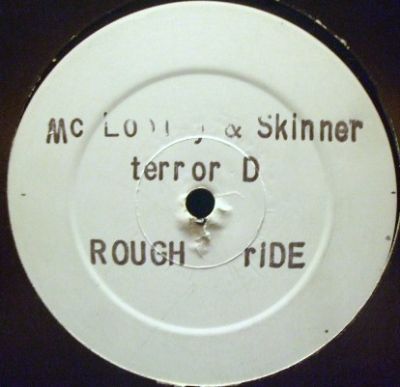 Mc & Skinner
terror D
ROUGH rIDE